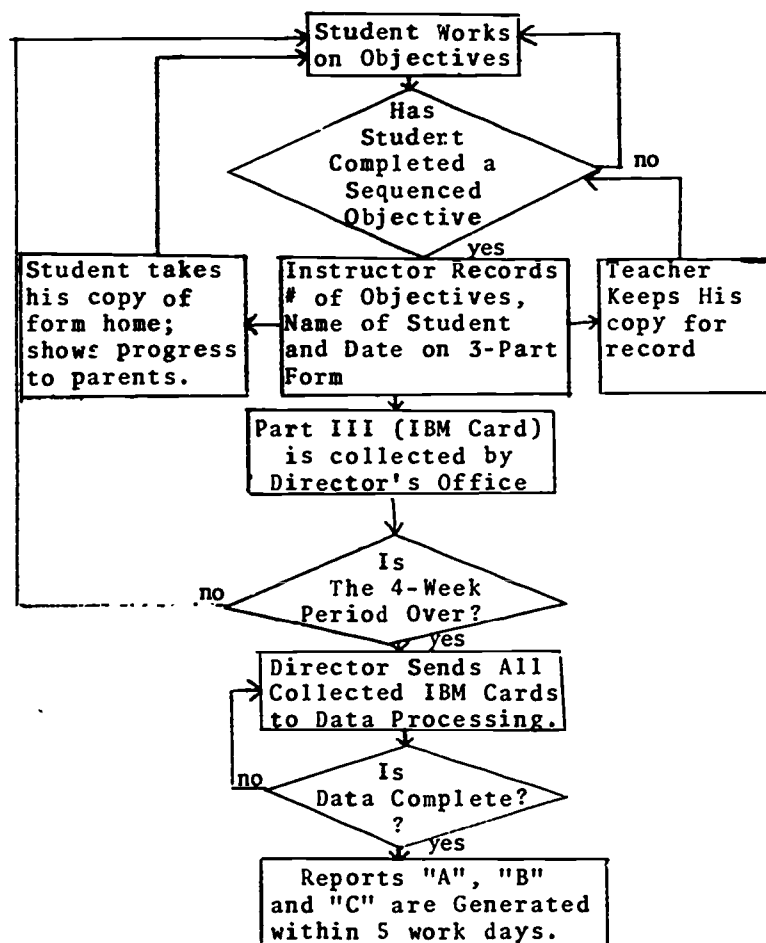 Student Works
on Objectives
Has
Student
Completed a
Sequenced
Objective
no
yes
Student takes
his copy of
form home;
shows progress
to parents.
Instructor Records
# of Objectives,
Name of Student
and Date on 3-Part
Form
Teacher
Keeps His
copy for
record
Part III (IBM Card)
is collected by
Director's Office
Is
The 4-Week
Period Over?
no
yes
Director Sends All
Collected IBM Cards
to Data Processing.
Is
Data Complete?
?
no
yes
Reports "A", "B"
and "C" are Generated
within 5 work days.